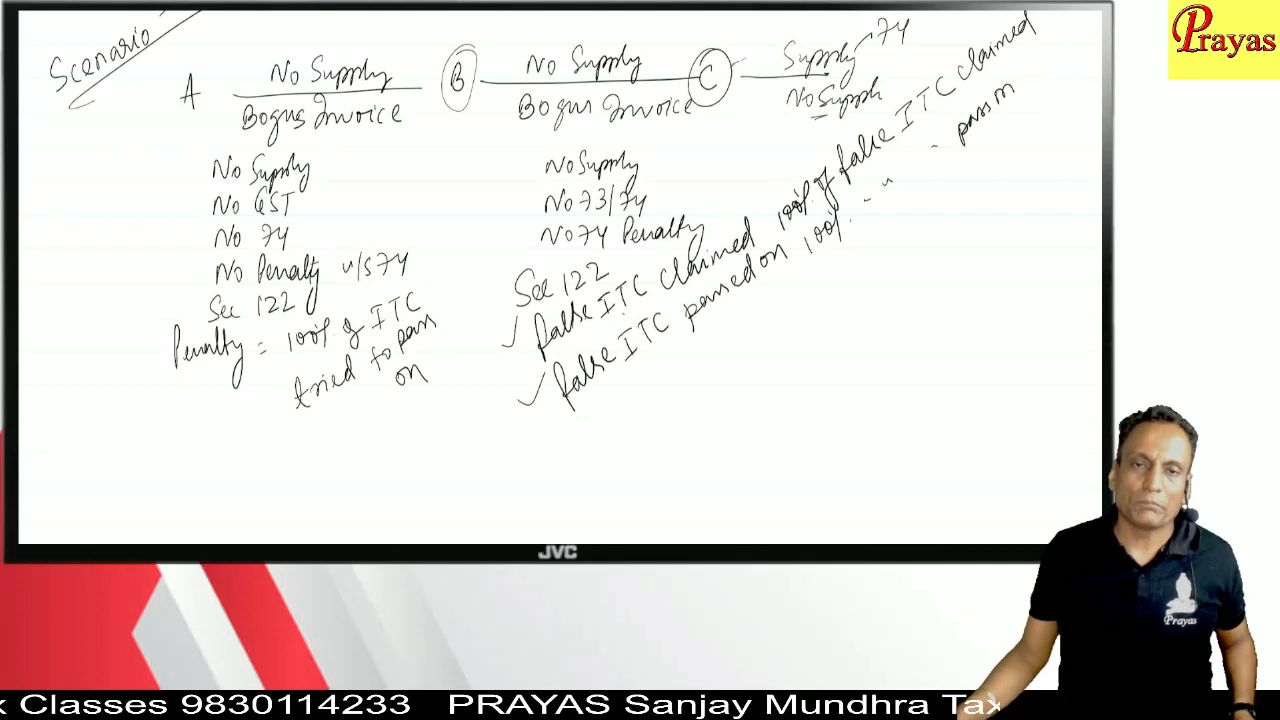 Scenario
A No Supply B No Supply C Supply 74
Bogus Invoice Bogus Invoice No Supply
No Supply
No GST
No 74
No Penalty u/s 74
Sec 122
Penalty = 100% of ITC
tried to pass
on
No Supply
No 73/74
No 74 Penalty
Sec 122
✓ false ITC claimed 100% of false ITC claimed
✓ false ITC passed on 100% " " " pass on
Prayas
JVC
Prayas
x Classes 9830114233 PRAYAS Sanjay Mundhra Tax